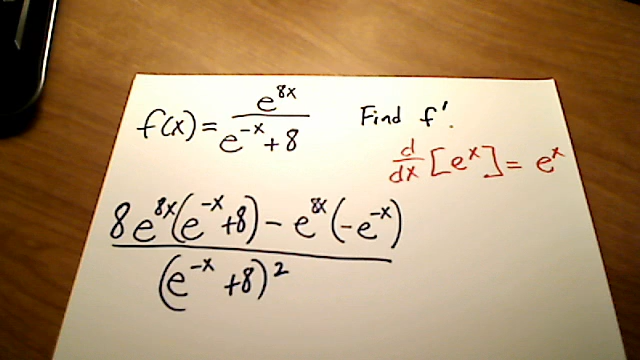 f(x) = e^{8x} / (e^{-x} + 8) Find f'.
d/dx [e^x] = e^x
8e^{8x}(e^{-x} + 8) - e^{8x}(-e^{-x}) / (e^{-x} + 8)^2